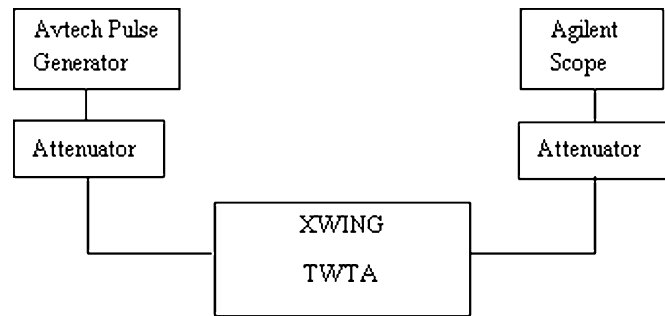 Avtech Pulse
Generator
Agilent
Scope
Attenuator
Attenuator
XWING
TWTA